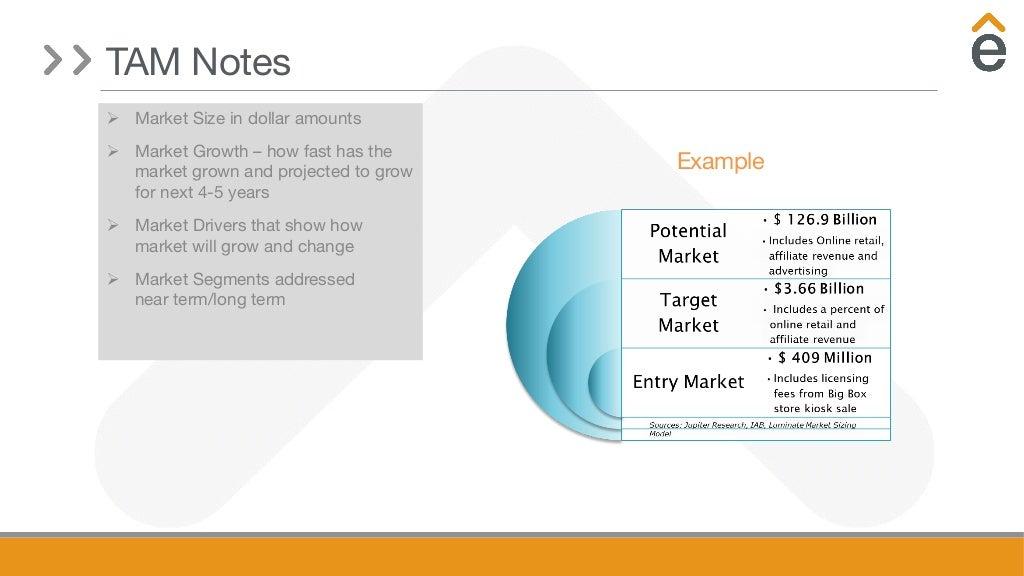 TAM Notes
ê
➢ Market Size in dollar amounts
➢ Market Growth – how fast has the
market grown and projected to grow
for next 4-5 years
➢ Market Drivers that show how
market will grow and change
➢ Market Segments addressed
near term/long term
Example
Potential
Market
• $ 126.9 Billion
• Includes Online retail,
affiliate revenue and
advertising
Target
Market
• $3.66 Billion
• Includes a percent of
online retail and
affiliate revenue
Entry Market
• $ 409 Million
• Includes licensing
fees from Big Box
store kiosk sale
Sources: Jupiter Research, IAB, Luminate Market Sizing
Model